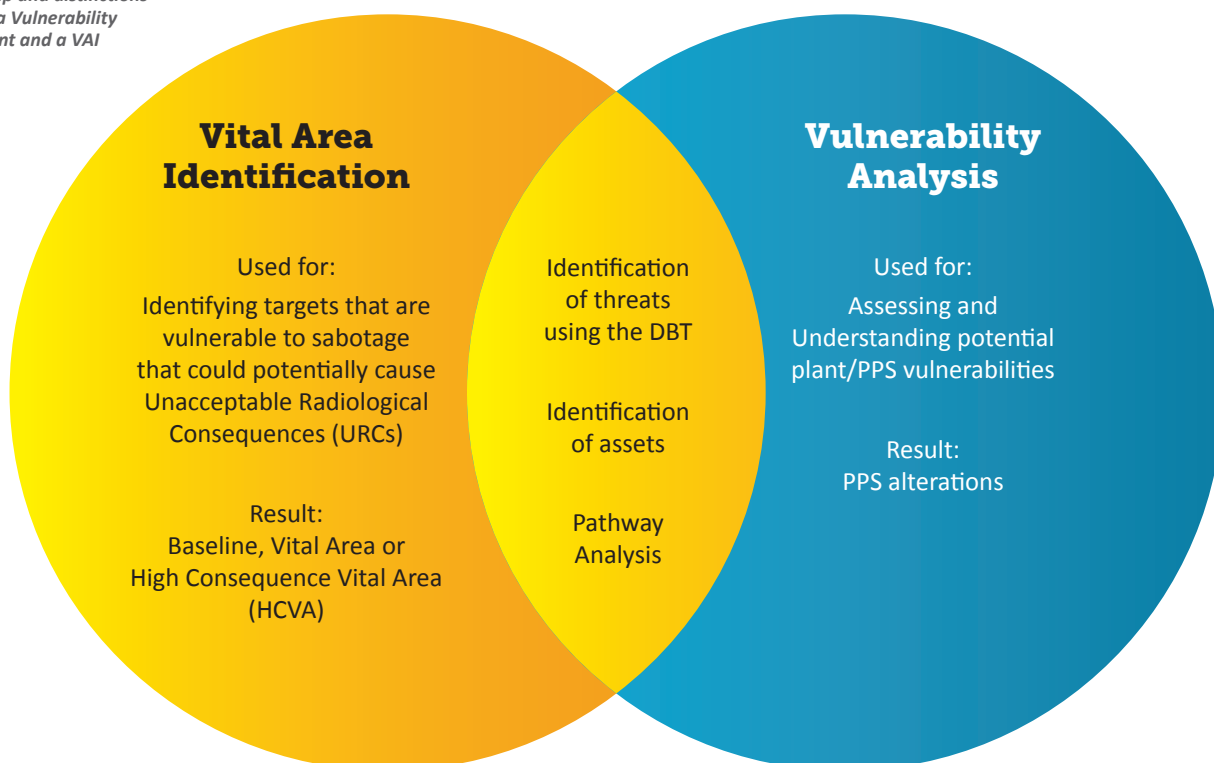 p and distinctions
a Vulnerability
nt and a VAI
Vital Area
Identification
Used for:
Identifying targets that are
vulnerable to sabotage
that could potentially cause
Unacceptable Radiological
Consequences (URCs)
Result:
Baseline, Vital Area or
High Consequence Vital Area
(HCVA)
Identification
of threats
using the DBT
Identification
of assets
Pathway
Analysis
Vulnerability
Analysis
Used for:
Assessing and
Understanding potential
plant/PPS vulnerabilities
Result:
PPS alterations